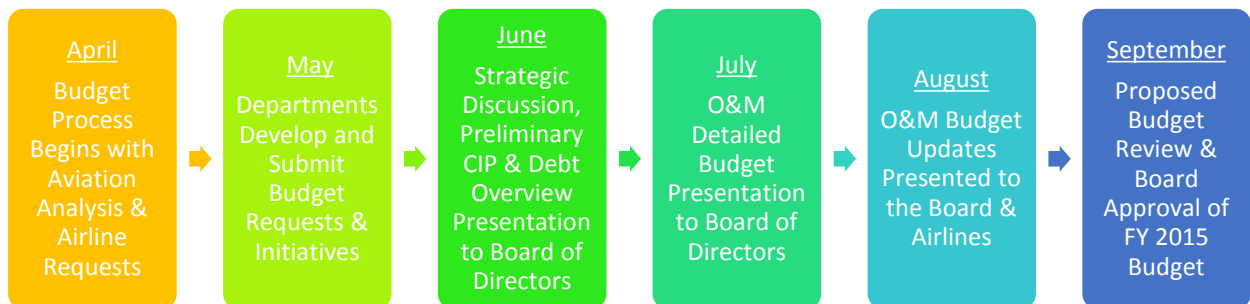 April
Budget
Process
Begins with
Aviation
Analysis &
Airline
Requests
May
Departments
Develop and
Submit
Budget
Requests &
Initiatives
June
Strategic
Discussion,
Preliminary
CIP & Debt
Overview
Presentation
to Board of
Directors
July
O&M
Detailed
Budget
Presentation
to Board of
Directors
August
O&M Budget
Updates
Presented to
the Board &
Airlines
September
Proposed
Budget
Review &
Board
Approval of
FY 2015
Budget